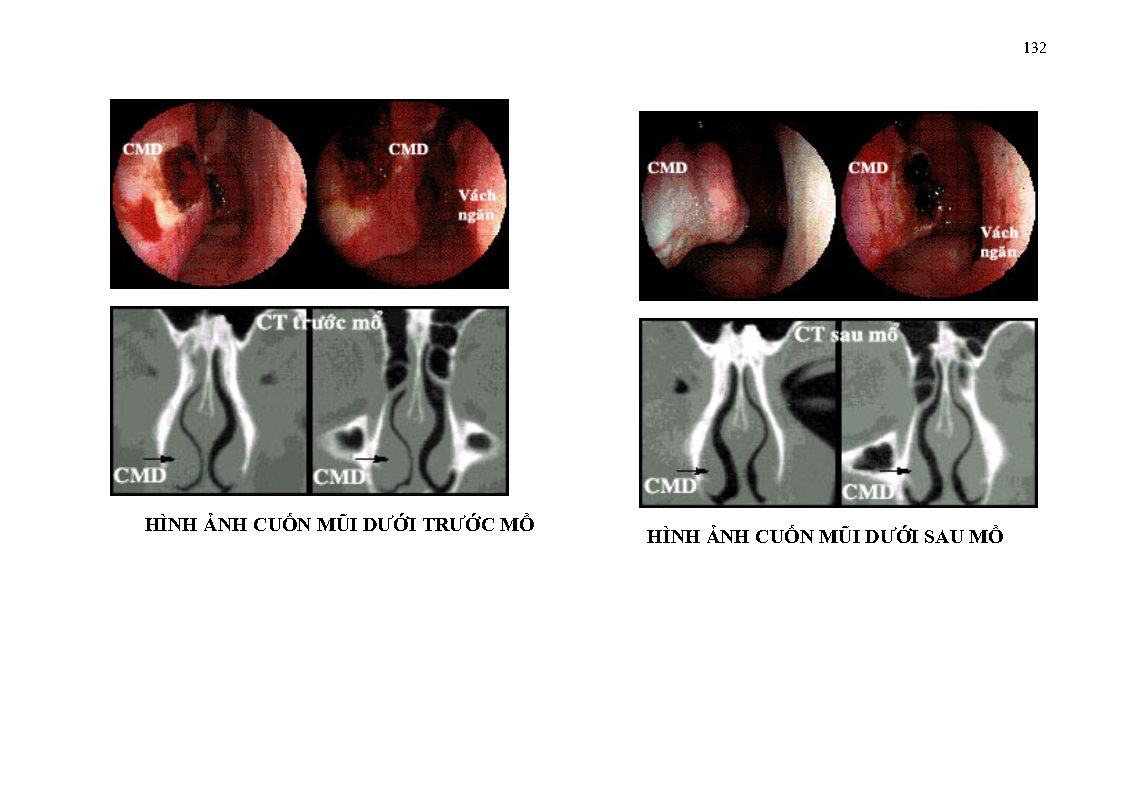 132
CMD
CMD
Vách
ngăn
CT trước mổ
CMD
CMD
HÌNH ẢNH CUỐN MŨI DƯỚI TRƯỚC MỔ
CMD
CMD
Vách
ngăn
CT sau mổ
CMD
CMD
HÌNH ẢNH CUỐN MŨI DƯỚI SAU MỔ